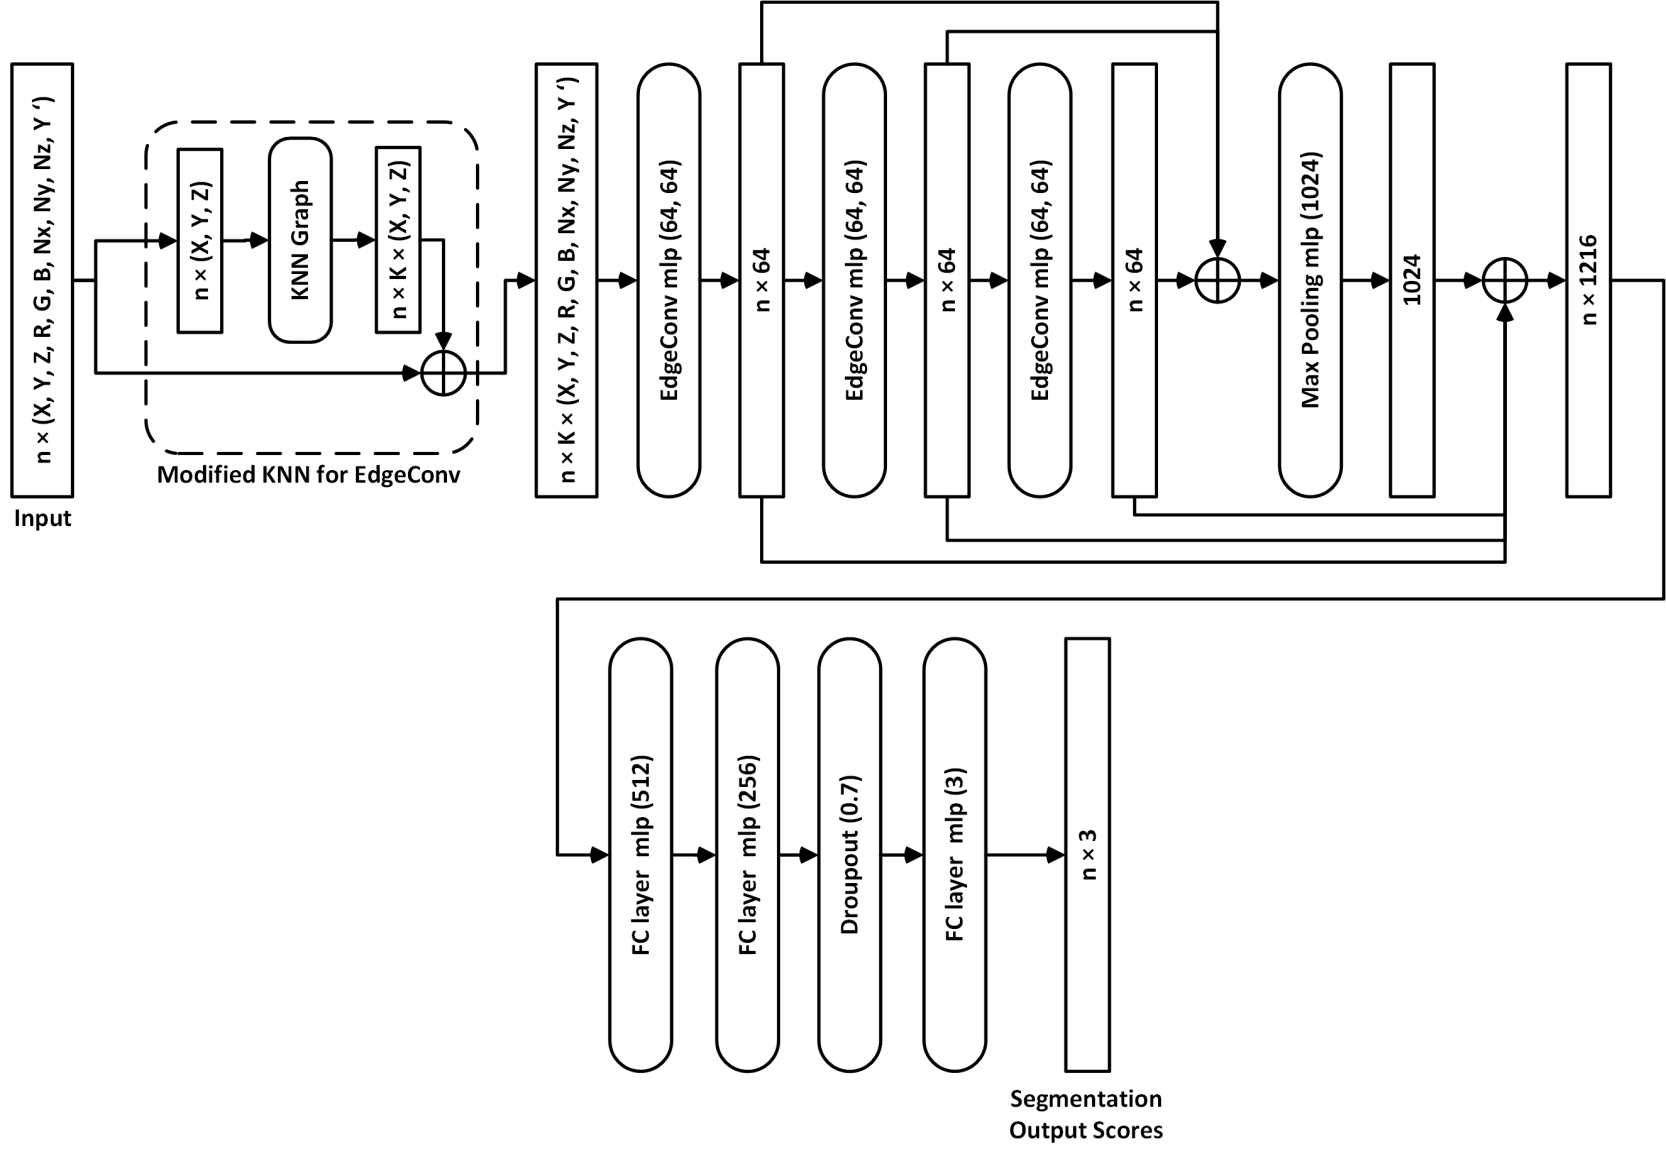 n × (X, Y, Z, R, G, B, Nx, Ny, Nz, Y ‘)
Input
n × (X, Y, Z)
KNN Graph
n × K × (X, Y, Z)
Modified KNN for EdgeConv
n × K × (X, Y, Z, R, G, B, Nx, Ny, Nz, Y ‘)
EdgeConv mlp (64, 64)
n × 64
EdgeConv mlp (64, 64)
n × 64
EdgeConv mlp (64, 64)
n × 64
Max Pooling mlp (1024)
1024
n × 1216
FC layer mlp (512)
FC layer mlp (256)
Droupout (0.7)
FC layer mlp (3)
n × 3
Segmentation
Output Scores